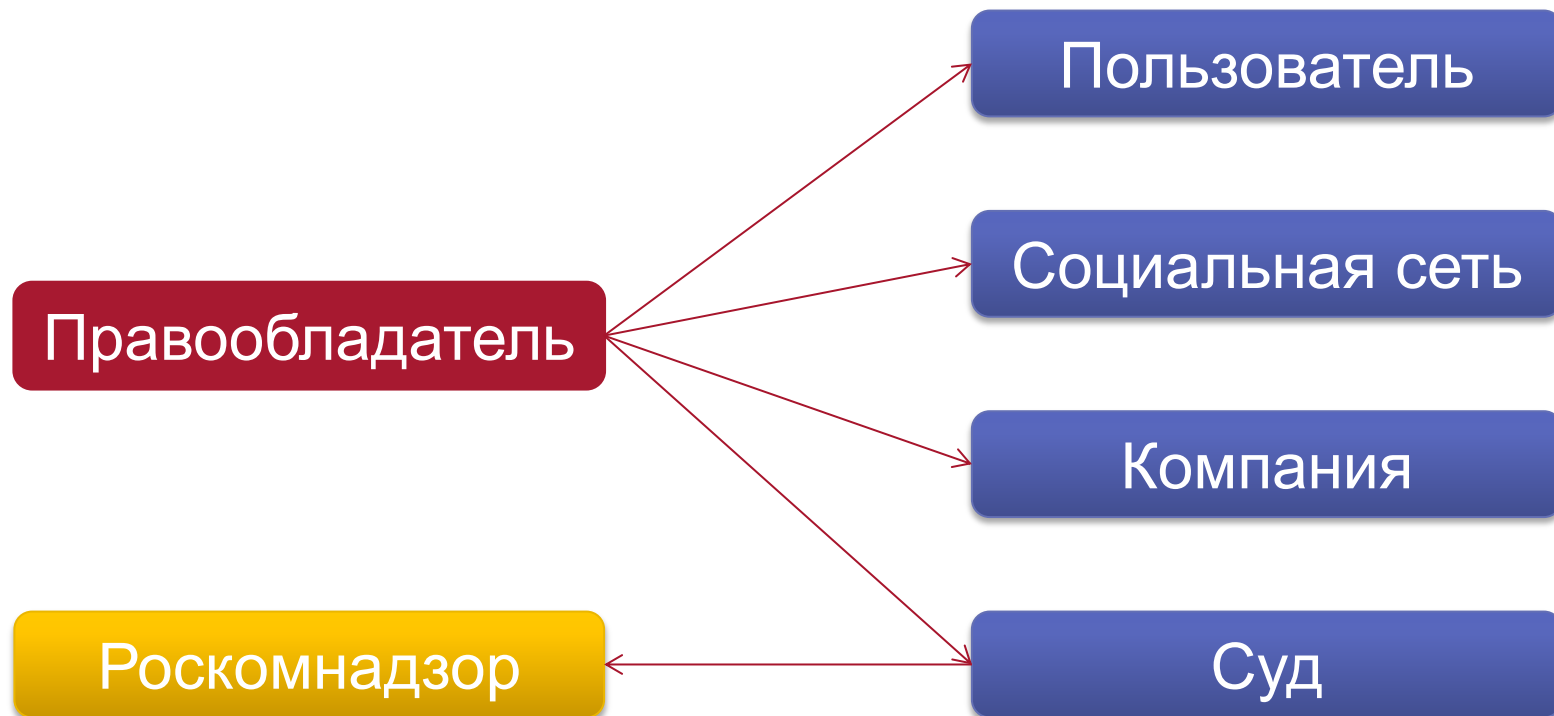 Пользователь
Социальная сеть
Правообладатель
Компания
Роскомнадзор
Суд